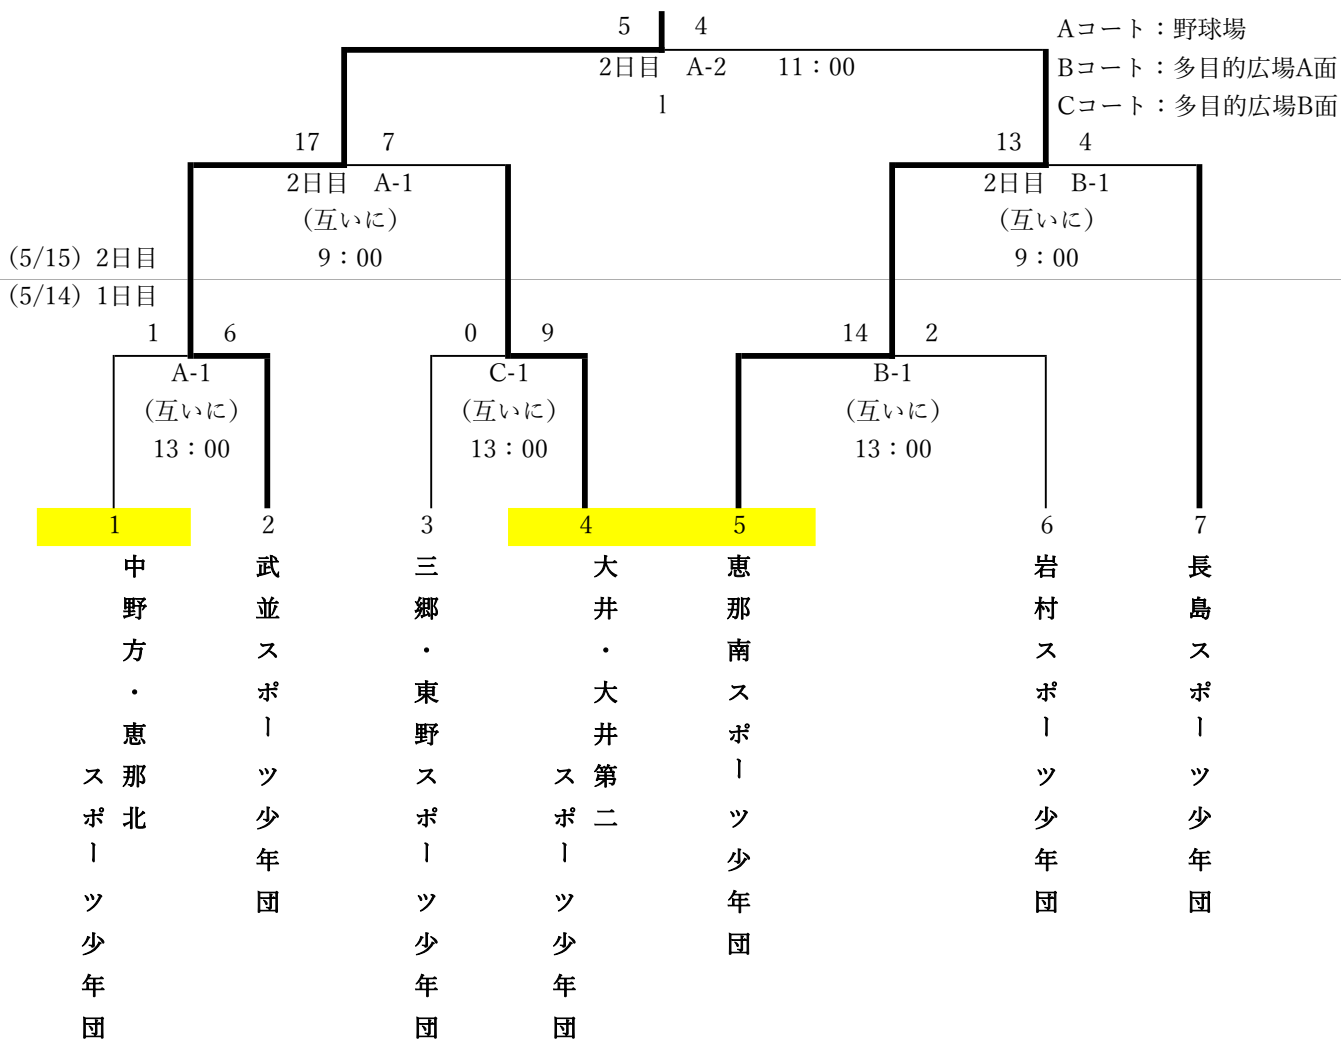 5 4
Aコート：野球場
2日目 A-2 11：00
Bコート：多目的広場A面
1
Cコート：多目的広場B面
17 7
13 4
2日目 A-1
2日目 B-1
（互いに）
（互いに）
（5/15）2日目
9：00
9：00
（5/14）1日目
1 6
0 9
14 2
A-1
C-1
B-1
（互いに）
（互いに）
（互いに）
13：00
13：00
13：00
1
2
3
4
5
6
7
中野方・恵那北
スポーツ少年団
武並スポーツ少年団
三郷・東野スポーツ少年団
大井・大井第二
スポーツ少年団
恵那南スポーツ少年団
岩村スポーツ少年団
長島スポーツ少年団